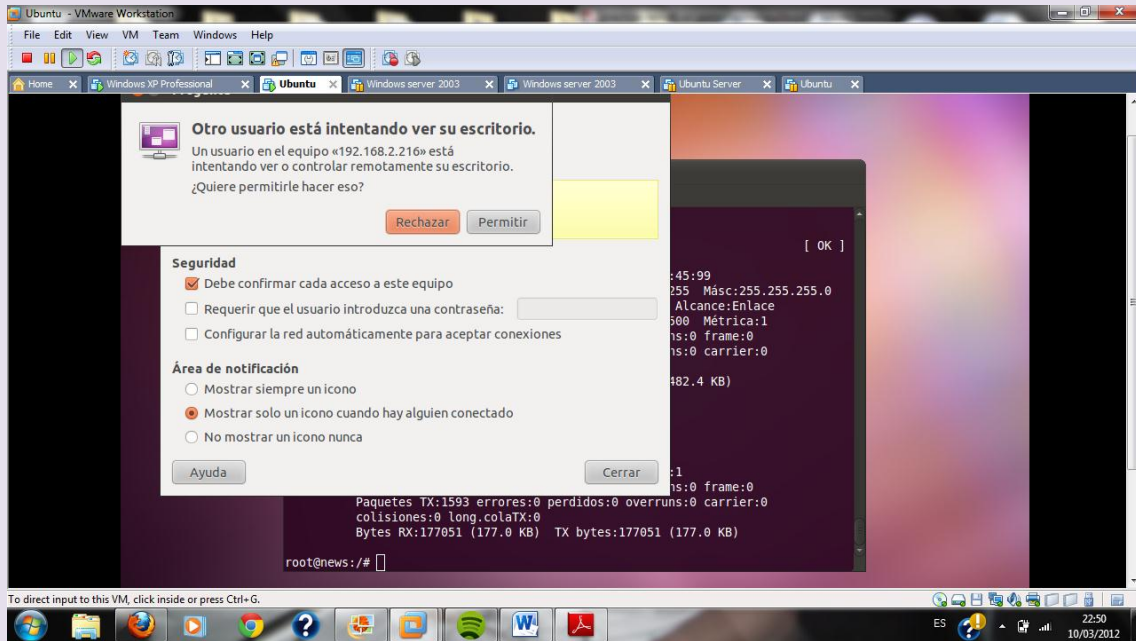 Ubuntu - VMware Workstation
File Edit View VM Team Windows Help
Home Windows XP Professional Ubuntu Windows server 2003 Windows server 2003 Ubuntu Server Ubuntu
Otro usuario está intentando ver su escritorio.
Un usuario en el equipo «192.168.2.216» está
intentando ver o controlar remotamente su escritorio.
¿Quiere permitirle hacer eso?
Rechazar Permitir
Seguridad
Debe confirmar cada acceso a este equipo
Requerir que el usuario introduzca una contraseña:
Configurar la red automáticamente para aceptar conexiones
Área de notificación
Mostrar siempre un icono
Mostrar solo un icono cuando hay alguien conectado
No mostrar un icono nunca
Ayuda Cerrar
[ OK ]
:45:99
255 Másc:255.255.255.0
Alcance:Enlace
500 Métrica:1
ns:0 frame:0
ns:0 carrier:0
482.4 KB)
:1
ns:0 frame:0
Paquetes TX:1593 errores:0 perdidos:0 overruns:0 carrier:0
colisiones:0 long.colaTX:0
Bytes RX:177051 (177.0 KB) TX bytes:177051 (177.0 KB)
root@news:/#
To direct input to this VM, click inside or press Ctrl+G.
ES
22:50
10/03/2012